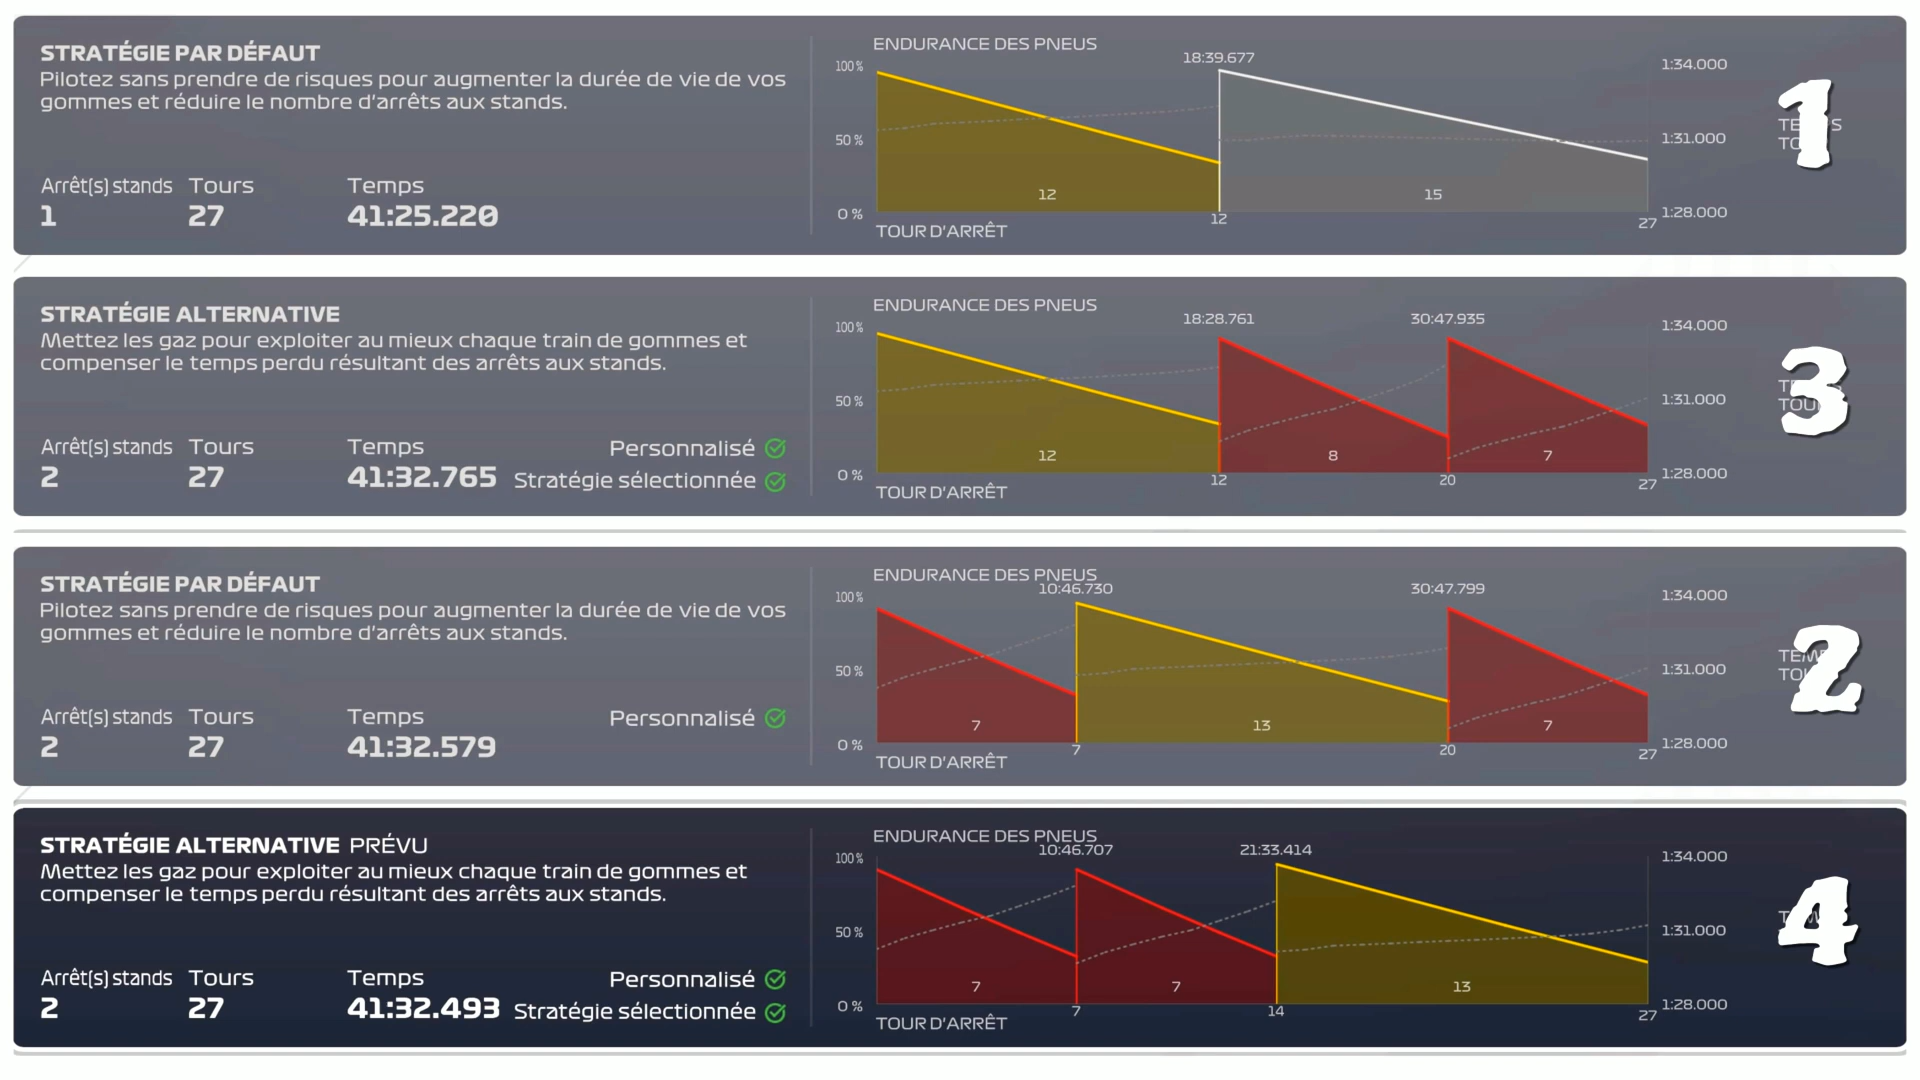 STRATÉGIE PAR DÉFAUT
Pilotez sans prendre de risques pour augmenter la durée de vie de vos
gommes et réduire le nombre d'arrêts aux stands.
Arrêt(s) stands Tours Temps
1 27 41:25.220
ENDURANCE DES PNEUS
18:39.677
100% 1:34.000
50% 1:31.000
0% 1:28.000
12 15
12 27
TOUR D'ARRÊT
1
STRATÉGIE ALTERNATIVE
Mettez les gaz pour exploiter au mieux chaque train de gommes et
compenser le temps perdu résultant des arrêts aux stands.
Arrêt(s) stands Tours Temps Personnalisé
2 27 41:32.765 Stratégie sélectionnée
ENDURANCE DES PNEUS
18:28.761 30:47.935
100% 1:34.000
50% 1:31.000
0% 1:28.000
12 8 7
12 20 27
TOUR D'ARRÊT
3
STRATÉGIE PAR DÉFAUT
Pilotez sans prendre de risques pour augmenter la durée de vie de vos
gommes et réduire le nombre d'arrêts aux stands.
Arrêt(s) stands Tours Temps Personnalisé
2 27 41:32.579
ENDURANCE DES PNEUS
10:46.730 30:47.799
100% 1:34.000
50% 1:31.000
0% 1:28.000
7 13 7
7 20 27
TOUR D'ARRÊT
2
STRATÉGIE ALTERNATIVE PRÉVU
Mettez les gaz pour exploiter au mieux chaque train de gommes et
compenser le temps perdu résultant des arrêts aux stands.
Arrêt(s) stands Tours Temps Personnalisé
2 27 41:32.493 Stratégie sélectionnée
ENDURANCE DES PNEUS
10:46.707 21:33.414
100% 1:34.000
50% 1:31.000
0% 1:28.000
7 7 13
7 14 27
TOUR D'ARRÊT
4